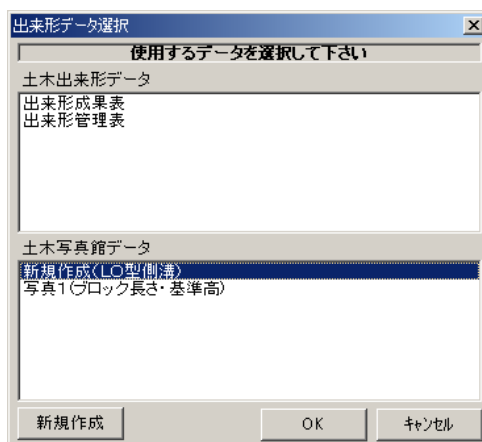 出来形データ選択
使用するデータを選択して下さい
土木出来形データ
出来形成果表
出来形管理表
土木写真館データ
新規作成(LO型側溝)
写真1(ブロック長さ・基準高)
新規作成
OK
キャンセル